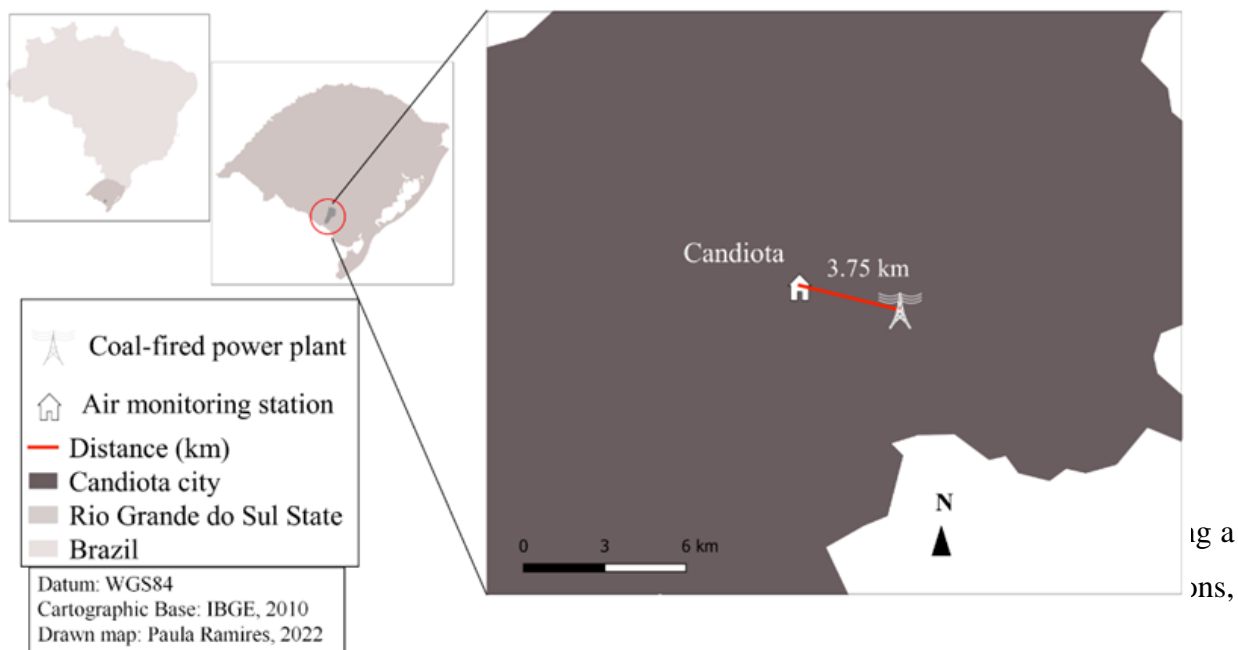 Candiota
3.75 km
N
0 3 6 km
Coal-fired power plant
Air monitoring station
Distance (km)
Candiota city
Rio Grande do Sul State
Brazil
Datum: WGS84
Cartographic Base: IBGE, 2010
Drawn map: Paula Ramires, 2022
a